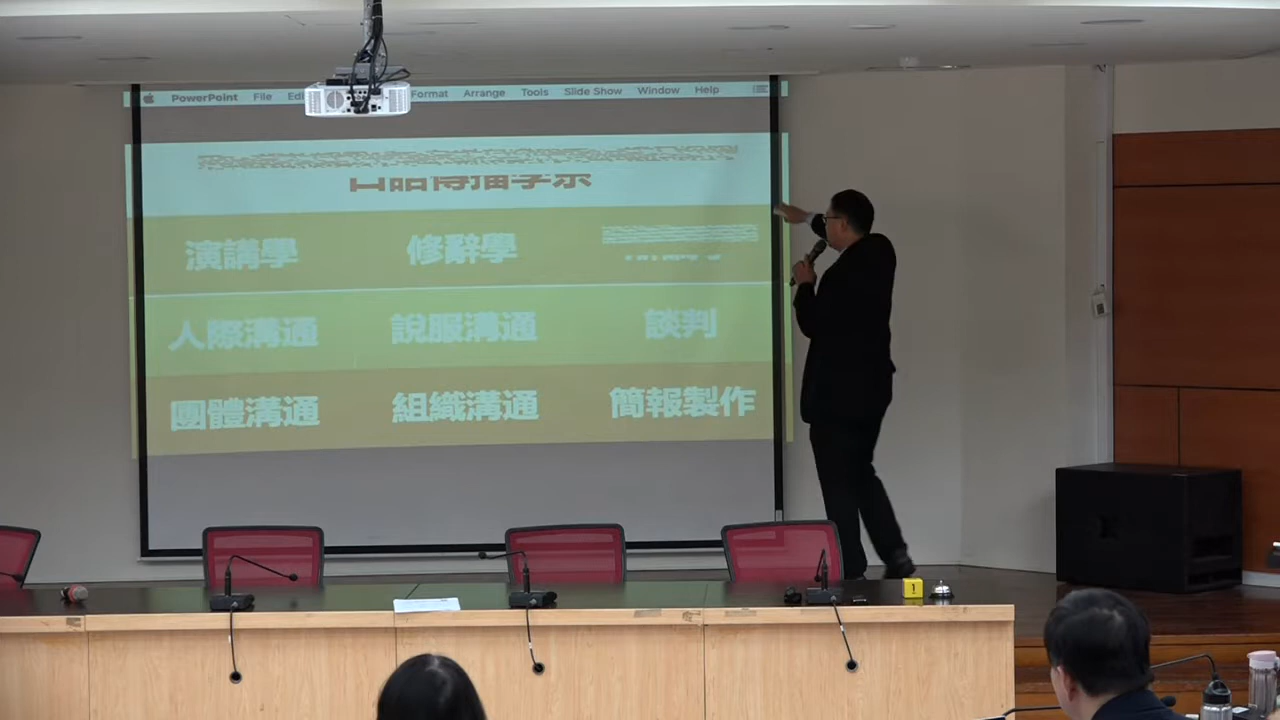 PowerPoint File Format Arrange Tools Slide Show Window Help
演講學 修辭學
人際溝通 說服溝通 談判
團體溝通 組織溝通 簡報製作
1